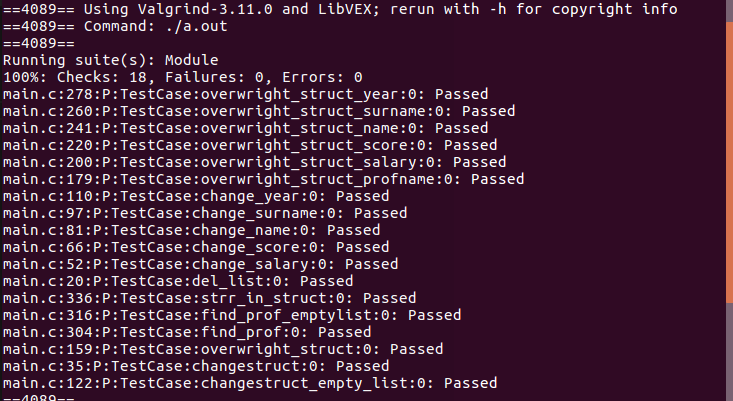 ==4089== Using Valgrind-3.11.0 and LibVEX; rerun with -h for copyright info
==4089== Command: ./a.out
==4089==
Running suite(s): Module
100%: Checks: 18, Failures: 0, Errors: 0
main.c:278:P:TestCase:overwright_struct_year:0: Passed
main.c:260:P:TestCase:overwright_struct_surname:0: Passed
main.c:241:P:TestCase:overwright_struct_name:0: Passed
main.c:220:P:TestCase:overwright_struct_score:0: Passed
main.c:200:P:TestCase:overwright_struct_salary:0: Passed
main.c:179:P:TestCase:overwright_struct_profname:0: Passed
main.c:110:P:TestCase:change_year:0: Passed
main.c:97:P:TestCase:change_surname:0: Passed
main.c:81:P:TestCase:change_name:0: Passed
main.c:66:P:TestCase:change_score:0: Passed
main.c:52:P:TestCase:change_salary:0: Passed
main.c:20:P:TestCase:del_list:0: Passed
main.c:336:P:TestCase:strr_in_struct:0: Passed
main.c:316:P:TestCase:find_prof_emptylist:0: Passed
main.c:304:P:TestCase:find_prof:0: Passed
main.c:159:P:TestCase:overwright_struct:0: Passed
main.c:35:P:TestCase:changestruct:0: Passed
main.c:122:P:TestCase:changestruct_empty_list:0: Passed
==4089==